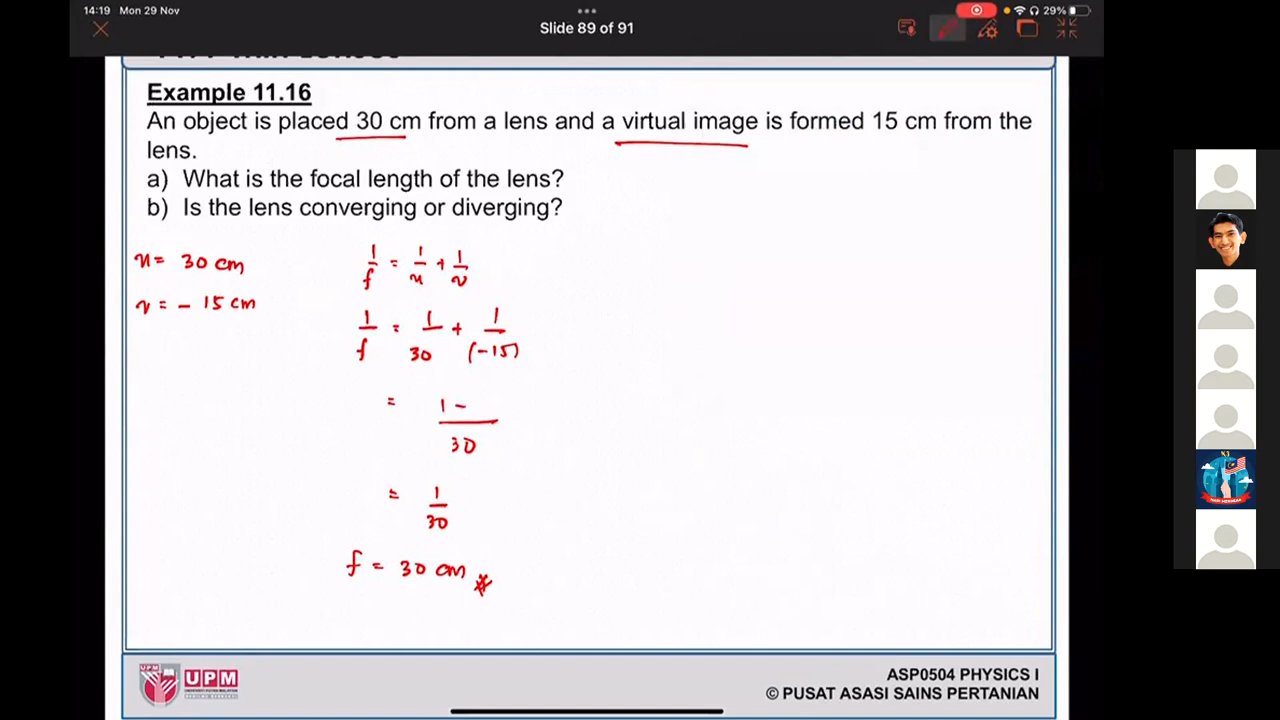 14:19 Mon 29 Nov
29%
Slide 89 of 91
Example 11.16
An object is placed 30 cm from a lens and a virtual image is formed 15 cm from the
lens.
a) What is the focal length of the lens?
b) Is the lens converging or diverging?
u = 30 cm
v = - 15 cm
1/f = 1/u + 1/v
1/f = 1/30 + 1/(-15)
= 1 - / 30
= 1/30
f = 30 cm *
UPM
UPM
ASP0504 PHYSICS I
© PUSAT ASASI SAINS PERTANIAN